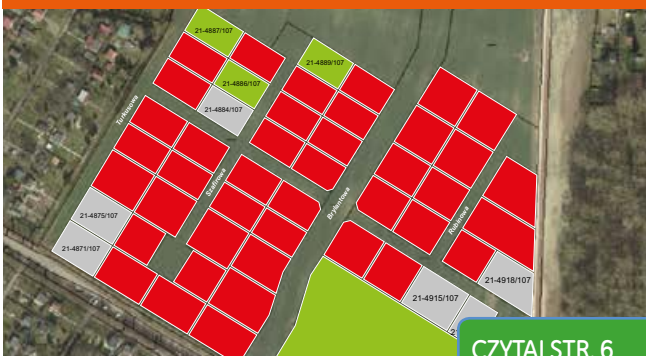 21-4887/107
21-4889/107
21-4886/107
21-4884/107
Turkusowa
Szafirowa
Brylantowa
Rubinowa
21-4875/107
21-4871/107
21-4918/107
21-4915/107
CZYTAJ STR. 6